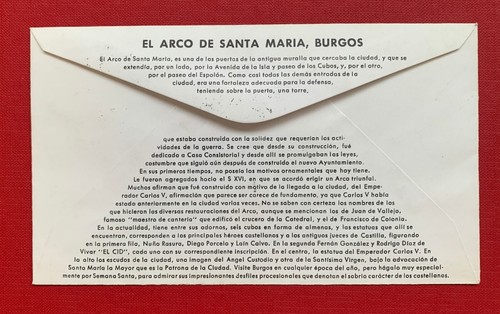 EL ARCO DE SANTA MARIA, BURGOS
El Arco de Santa María, es una de las puertas de la antigua muralla que cercaba la ciudad, y que se
extendía, por un lado, por la Avenida de la Isla y paseo de los Cubos, y, por el otro,
por el paseo del Espolón. Como casi todas las demás entradas de la
ciudad, era una fortaleza adecuada para la defensa,
teniendo sobre la puerta, una torre,
que estaba construída con la solidez que requerían las acti-
vidades de la guerra. Se cree que desde su construcción, fué
dedicada a Casa Consistorial y desde allí se promulgaban las leyes,
costumbre que siguió aún después de construído el nuevo Ayuntamiento.
En sus primeros tiempos, no poseía los motivos ornamentales que hoy tiene.
Le fueron agregados hacia el S XVI, en que se acordó erigir un Arco triunfal.
Muchos afirman que fué construído con motivo de la llegada a la ciudad, del Empe-
rador Carlos V, afirmación que parece ser carece de fundamento, ya que Carlos V había
estado anteriormente en la ciudad varias veces. No se saben con certeza los nombres de los
que hicieron las diversas restauraciones del Arco, aunque se mencionan los de Juan de Vallejo,
famoso "maestro de cantería" que edificó el crucero de la Catedral, y el de Francisco de Colonia.
En la actualidad, tiene entre sus adornos, seis cubos en forma de almenas, y las estatuas que allí se
encuentran, corresponden a los principales héroes castellanos y a los antiguos jueces de Castilla, figurando
en la primera fila, Nuño Rasura, Diego Porcelo y Laín Calvo. En la segunda Fernán González y Rodrigo Díaz de
Vivar "EL CID", cada uno con su correspondiente inscripción. En el centro, la estatua del Emperador Carlos V. En
lo alto los escudos de la ciudad, una imagen del Angel Custodio y otra de la Santísima Virgen, bajo la advocación de
Santa María la Mayor que es la Patrona de la Ciudad. Visite Burgos en cualquier época del año, pero hágalo muy especial-
mente por Semana Santa, para admirar sus impresionantes desfiles procesionales que denotan el sobrio carácter de los castellanos.